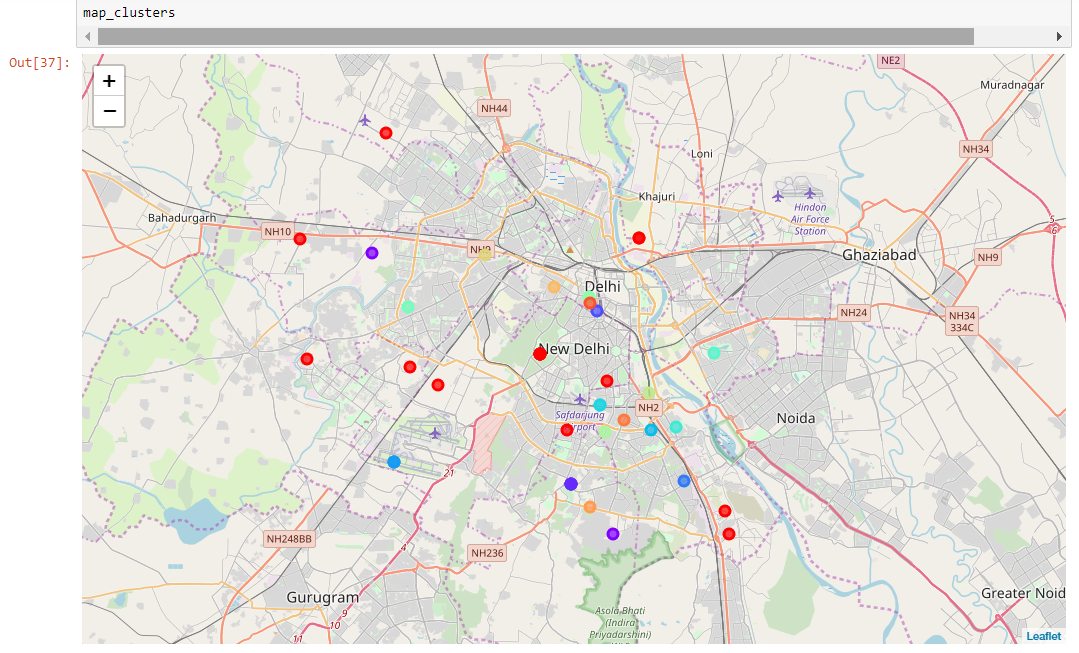 map_clusters
Out[37]:
+
−
NE2
Muradnagar
NH44
NH34
Loni
Khajuri
Hindon
Air Force
Station
Bahadurgarh
NH10
NH9
5
6
Ghaziabad
NH9
Delhi
NH24
NH34
334C
New Delhi
NH2
Safdarjung
Airport
Noida
21
NH248BB
4
NH236
Gurugram
9
10
11
Greater Noid
Asola-Bhati
(Indira
Priyadarshini)
Leaflet